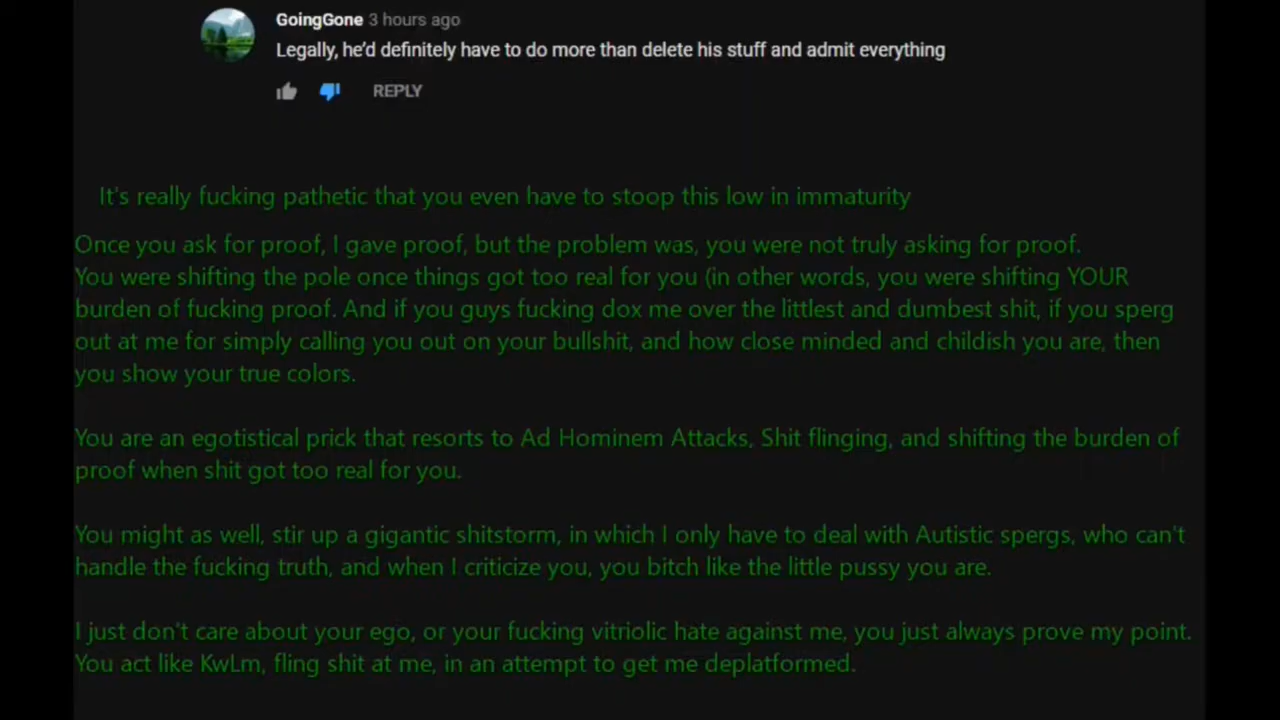 GoingGone 3 hours ago
Legally, he'd definitely have to do more than delete his stuff and admit everything
REPLY
It's really fucking pathetic that you even have to stoop this low in immaturity
Once you ask for proof, I gave proof, but the problem was, you were not truly asking for proof.
You were shifting the pole once things got too real for you (in other words, you were shifting YOUR
burden of fucking proof. And if you guys fucking dox me over the littlest and dumbest shit, if you sperg
out at me for simply calling you out on your bullshit, and how close minded and childish you are, then
you show your true colors.
You are an egotistical prick that resorts to Ad Hominem Attacks, Shit flinging, and shifting the burden of
proof when shit got too real for you.
You might as well, stir up a gigantic shitstorm, in which I only have to deal with Autistic spergs, who can't
handle the fucking truth, and when I criticize you, you bitch like the little pussy you are.
I just don't care about your ego, or your fucking vitriolic hate against me, you just always prove my point.
You act like KwLm, fling shit at me, in an attempt to get me deplatformed.